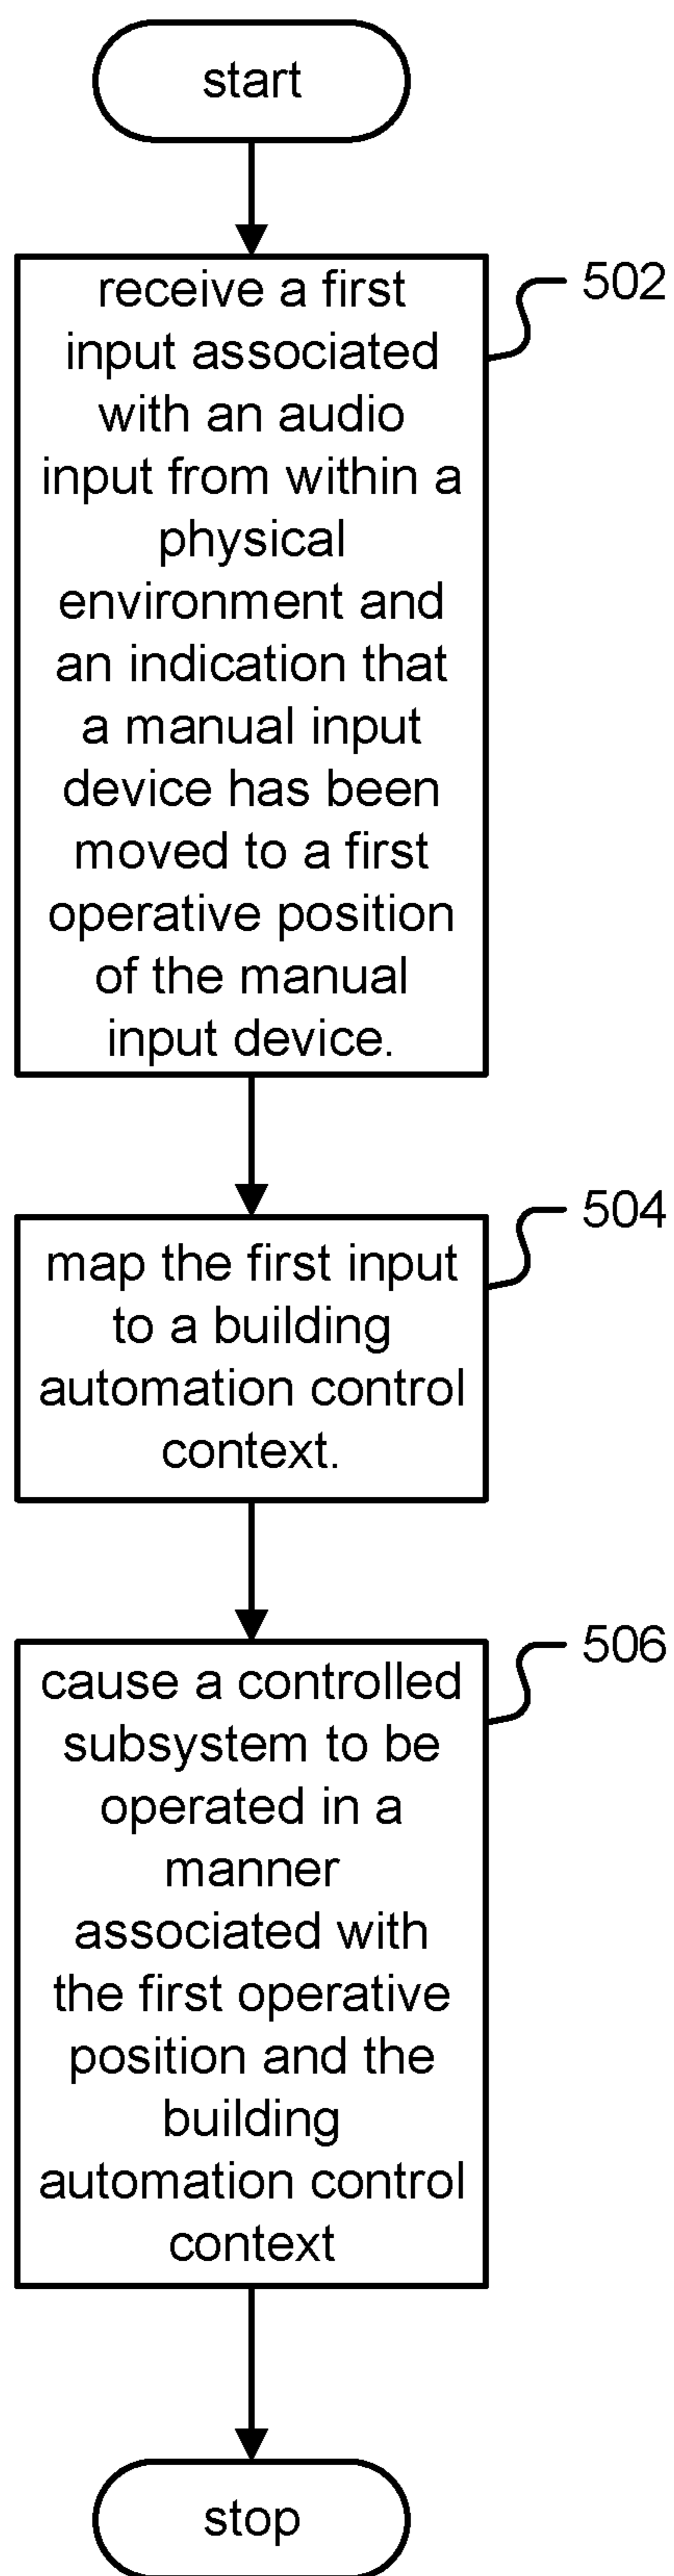 start
502
receive a first
input associated
with an audio
input from within a
physical
environment and
an indication that
a manual input
device has been
moved to a first
operative position
of the manual
input device.
504
map the first input
to a building
automation control
context.
506
cause a controlled
subsystem to be
operated in a
manner
associated with
the first operative
position and the
building
automation control
context
stop